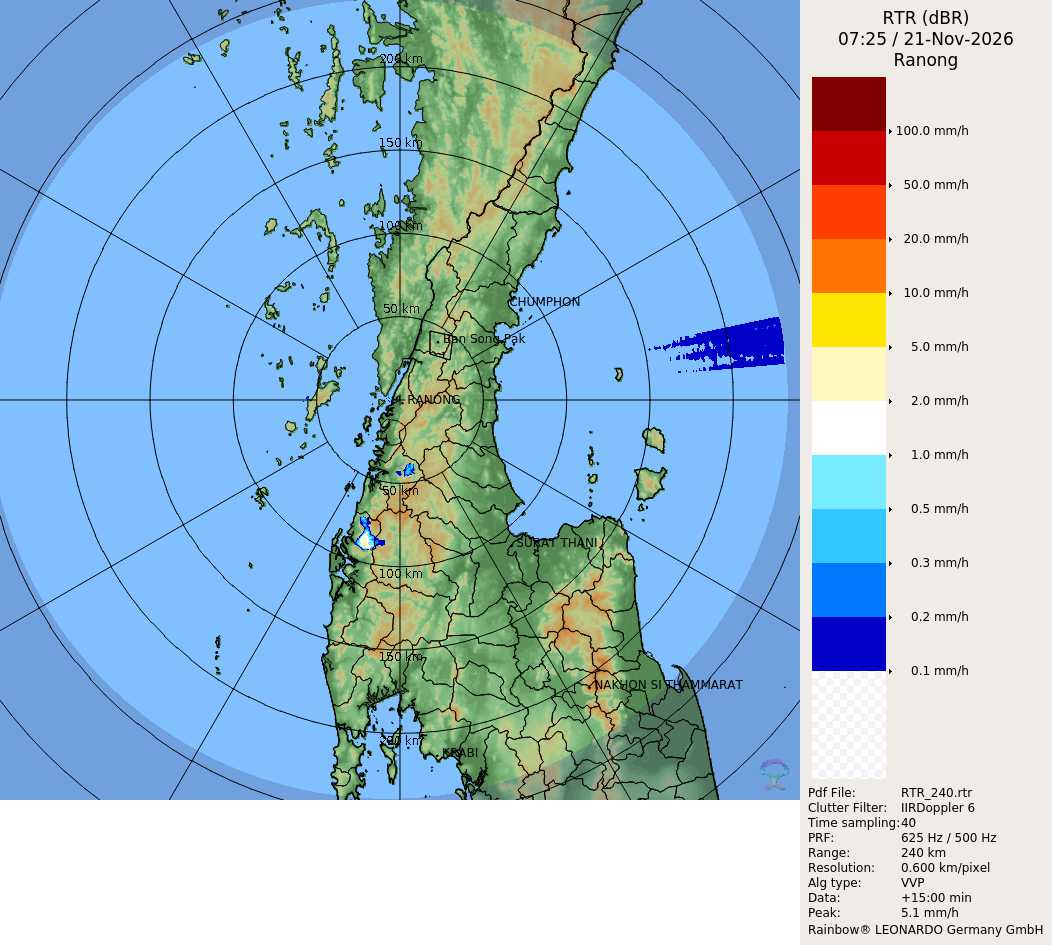 RTR (dBR)
07:25 / 21-Nov-2026
Ranong
100.0 mm/h
50.0 mm/h
20.0 mm/h
10.0 mm/h
5.0 mm/h
2.0 mm/h
1.0 mm/h
0.5 mm/h
0.3 mm/h
0.2 mm/h
0.1 mm/h
200 km
150 km
100 km
50 km
CHUMPHON
Ban Song Pak
RANONG
50 km
SURAT THANI
100 km
150 km
NAKHON SI THAMMARAT
200 km
KRABI
Pdf File: RTR_240.rtr
Clutter Filter: IIRDoppler 6
Time sampling:40
PRF: 625 Hz / 500 Hz
Range: 240 km
Resolution: 0.600 km/pixel
Alg type: VVP
Data: +15:00 min
Peak: 5.1 mm/h
Rainbow® LEONARDO Germany GmbH